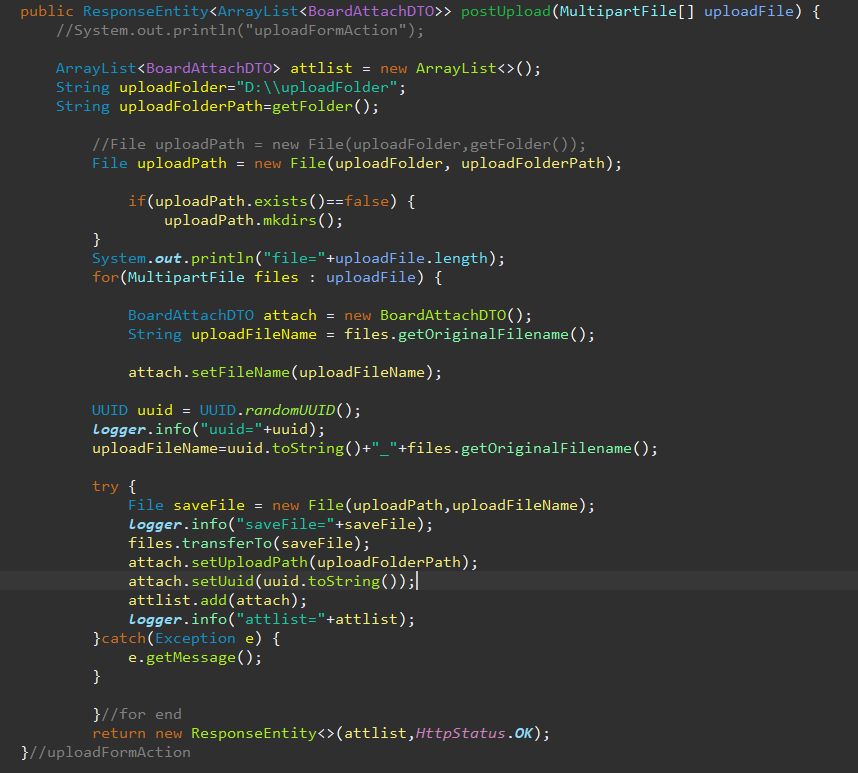 public ResponseEntity<ArrayList<BoardAttachDTO>> postUpload(MultipartFile[] uploadFile) {
//System.out.println("uploadFormAction");
ArrayList<BoardAttachDTO> attlist = new ArrayList<>();
String uploadFolder="D:\\uploadFolder";
String uploadFolderPath=getFolder();
//File uploadPath = new File(uploadFolder,getFolder());
File uploadPath = new File(uploadFolder, uploadFolderPath);
if(uploadPath.exists()==false) {
uploadPath.mkdirs();
}
System.out.println("file="+uploadFile.length);
for(MultipartFile files : uploadFile) {
BoardAttachDTO attach = new BoardAttachDTO();
String uploadFileName = files.getOriginalFilename();
attach.setFileName(uploadFileName);
UUID uuid = UUID.randomUUID();
logger.info("uuid="+uuid);
uploadFileName=uuid.toString()+"_"+files.getOriginalFilename();
try {
File saveFile = new File(uploadPath,uploadFileName);
logger.info("saveFile="+saveFile);
files.transferTo(saveFile);
attach.setUploadPath(uploadFolderPath);
attach.setUuid(uuid.toString());
attlist.add(attach);
logger.info("attlist="+attlist);
}catch(Exception e) {
e.getMessage();
}
}//for end
return new ResponseEntity<>(attlist,HttpStatus.OK);
}//uploadFormAction